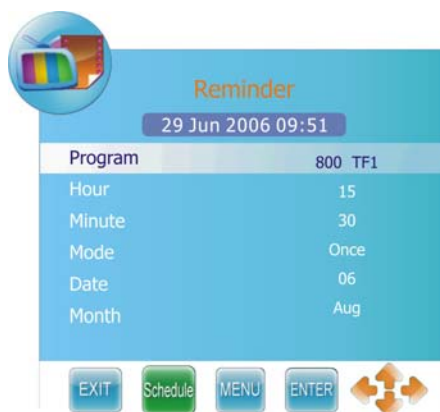 Reminder
29 Jun 2006 09:51
Program 800 TF1
Hour 15
Minute 30
Mode Once
Date 06
Month Aug
EXIT Schedule MENU ENTER